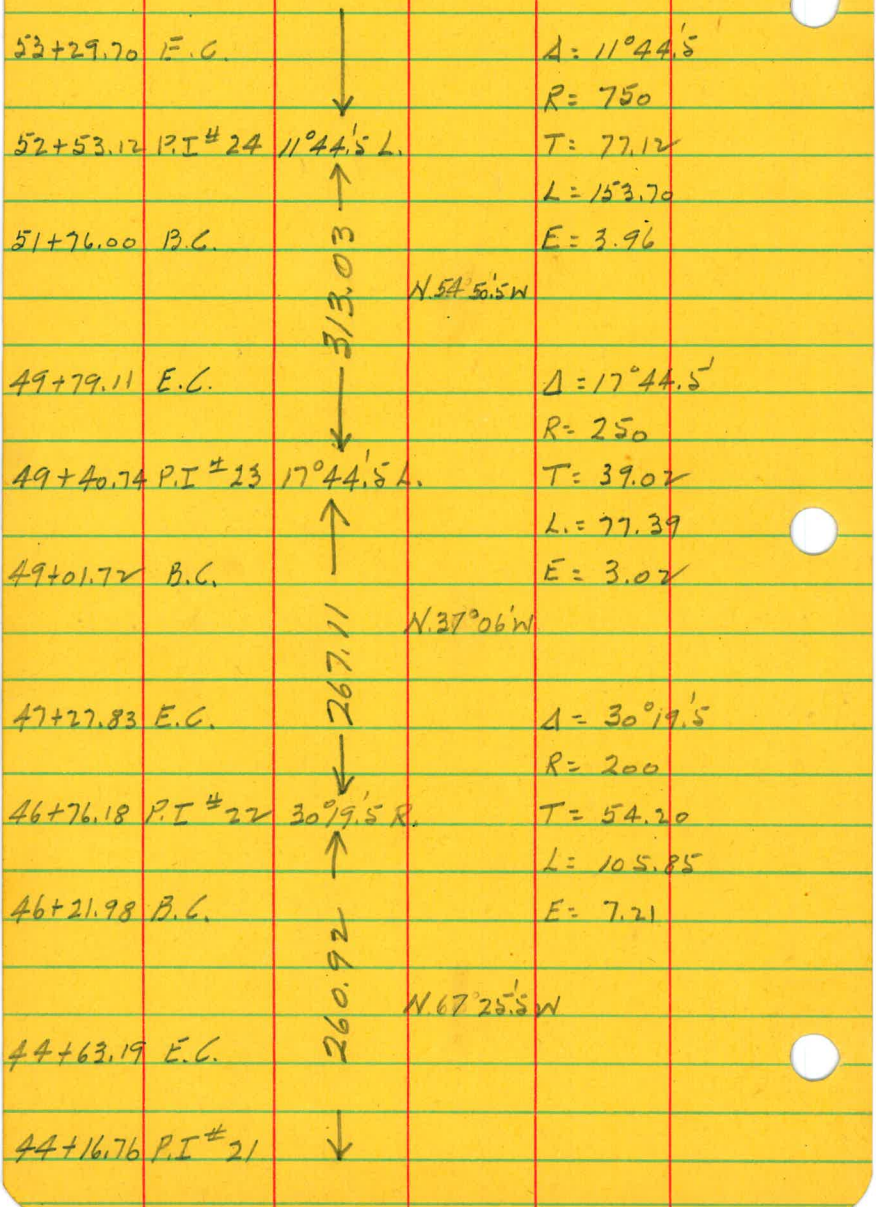 53+29.70 E.C. Δ = 11°44.'5
R = 750
52+53.12 P.I # 24 11°44.'5 L. T = 77.12
L = 153.70
51+76.00 B.C. 313.03 E = 3.96
N.54°50.'5W
49+79.11 E.C. Δ = 17°44.5'
R = 250
49+40.74 P.I # 23 17°44.'5 L. T = 39.02
L. = 77.39
49+01.72 B.C. E = 3.02
267.11 N.37°06'W
47+27.83 E.C. Δ = 30°19.'5
R = 200
46+76.18 P.I # 22 30°19.'5 R. T = 54.20
L = 105.85
46+21.98 B.C. E = 7.21
260.92 N.67°25.'5W
44+63.19 E.C.
44+16.76 P.I # 21